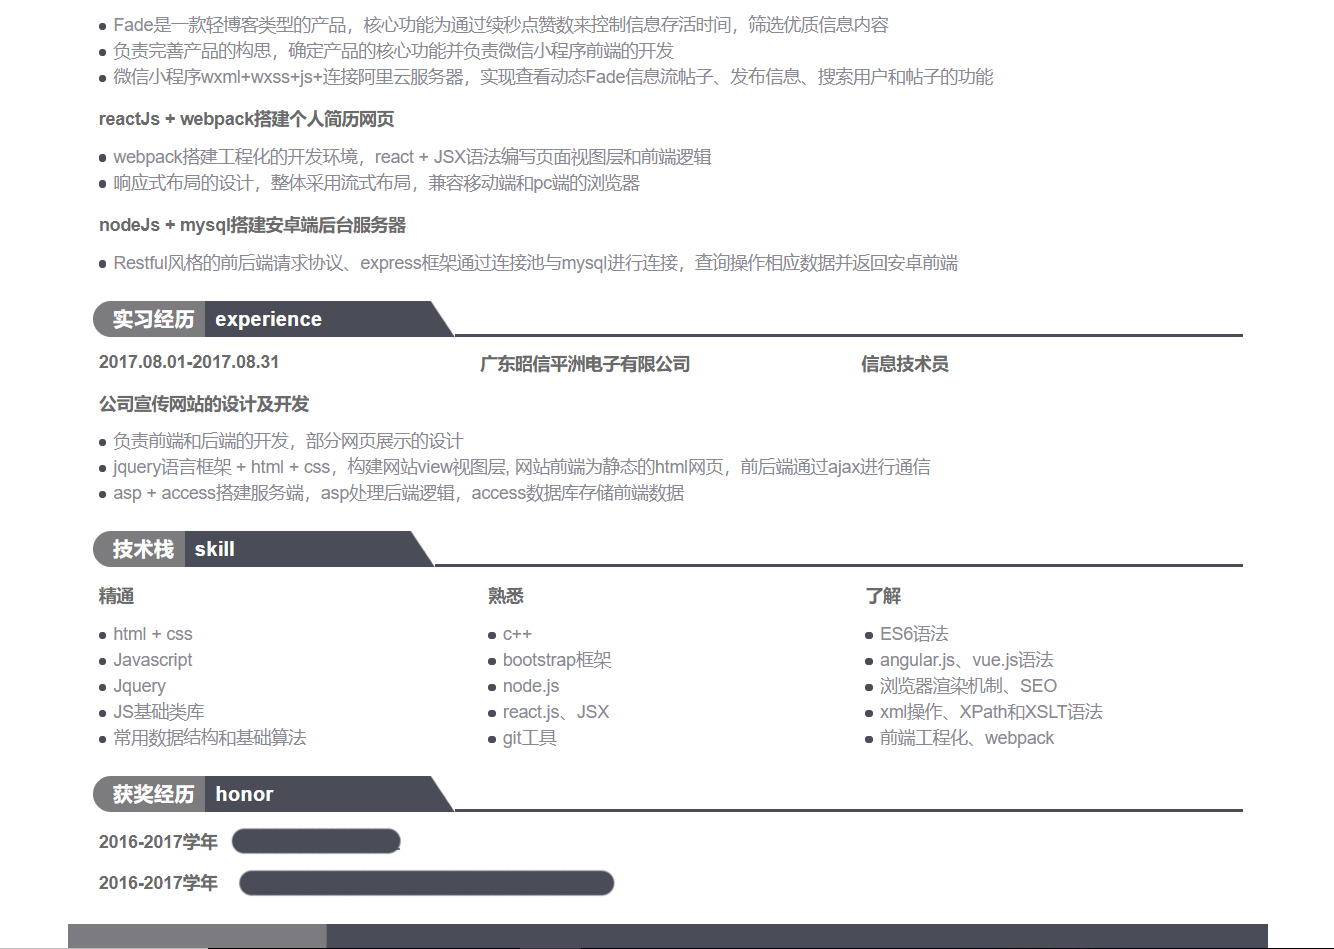 Fade是一款轻博客类型的产品，核心功能为通过续秒点赞数来控制信息存活时间，筛选优质信息内容
负责完善产品的构思，确定产品的核心功能并负责微信小程序前端的开发
微信小程序wxml+wxss+js+连接阿里云服务器，实现查看动态Fade信息流帖子、发布信息、搜索用户和帖子的功能
reactJs + webpack搭建个人简历网页
webpack搭建工程化的开发环境，react + JSX语法编写页面视图层和前端逻辑
响应式布局的设计，整体采用流式布局，兼容移动端和pc端的浏览器
nodeJs + mysql搭建安卓端后台服务器
Restful风格的前后端请求协议、express框架通过连接池与mysql进行连接，查询操作相应数据并返回安卓前端
实习经历 experience
2017.08.01-2017.08.31 广东昭信平洲电子有限公司 信息技术员
公司宣传网站的设计及开发
负责前端和后端的开发，部分网页展示的设计
jquery语言框架 + html + css，构建网站view视图层, 网站前端为静态的html网页，前后端通过ajax进行通信
asp + access搭建服务端，asp处理后端逻辑，access数据库存储前端数据
技术栈 skill
精通 熟悉 了解
html + css c++ ES6语法
Javascript bootstrap框架 angular.js、vue.js语法
Jquery node.js 浏览器渲染机制、SEO
JS基础类库 react.js、JSX xml操作、XPath和XSLT语法
常用数据结构和基础算法 git工具 前端工程化、webpack
获奖经历 honor
2016-2017学年
2016-2017学年